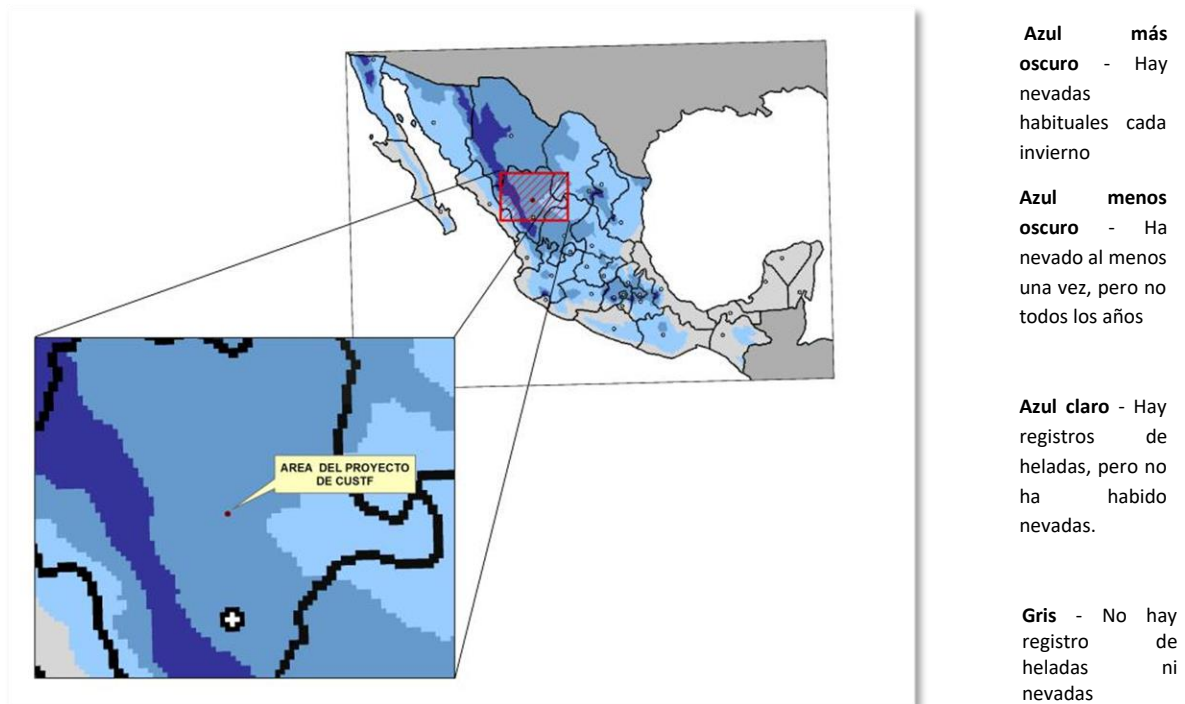 AREA DEL PROYECTO
DE CUSTF
Azul más
oscuro - Hay
nevadas
habituales cada
invierno
Azul menos
oscuro - Ha
nevado al menos
una vez, pero no
todos los años
Azul claro - Hay
registros de
heladas, pero no
ha habido
nevadas.
Gris - No hay
registro de
heladas ni
nevadas